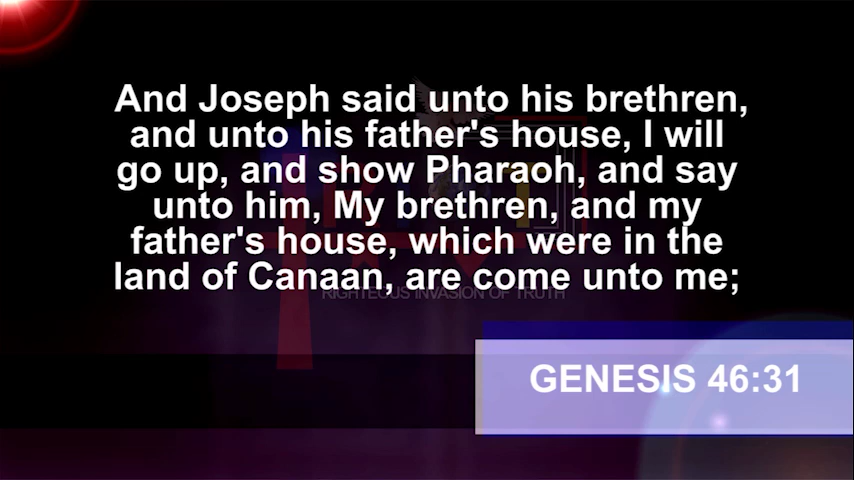 And Joseph said unto his brethren,
and unto his father's house, I will
go up, and show Pharaoh, and say
unto him, My brethren, and my
father's house, which were in the
land of Canaan, are come unto me;
RIGHTEOUS INVASION OF TRUTH
GENESIS 46:31